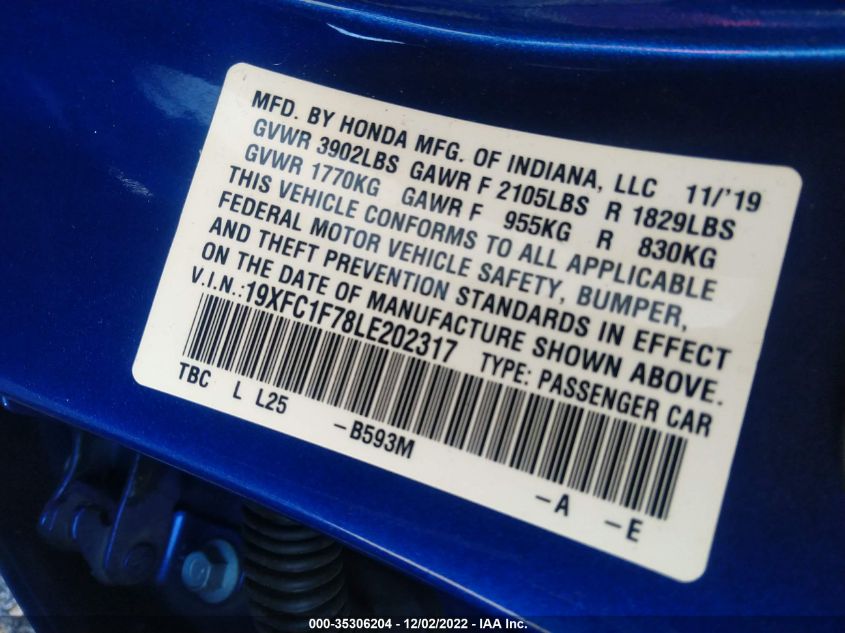 MFD. BY HONDA MFG. OF INDIANA, LLC 11/'19
GVWR 3902LBS GAWR F 2105LBS R 1829LBS
GVWR 1770KG GAWR F 955KG R 830KG
THIS VEHICLE CONFORMS TO ALL APPLICABLE
FEDERAL MOTOR VEHICLE SAFETY, BUMPER,
AND THEFT PREVENTION STANDARDS IN EFFECT
ON THE DATE OF MANUFACTURE SHOWN ABOVE.
V.I.N.:19XFC1F78LE202317 TYPE: PASSENGER CAR
TBC L L25 -B593M -A -E
000-35306204 - 12/02/2022 - IAA Inc.